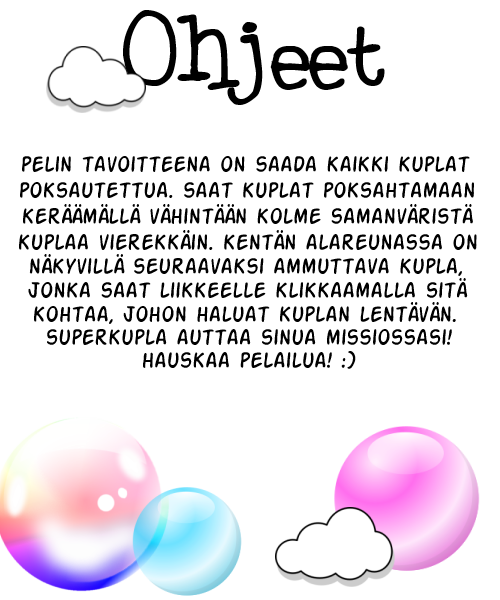 Ohjeet
PELIN TAVOITTEENA ON SAADA KAIKKI KUPLAT
POKSAUTETTUA. SAAT KUPLAT POKSAHTAMAAN
KERÄÄMÄLLÄ VÄHINTÄÄN KOLME SAMANVÄRISTÄ
KUPLAA VIEREKKÄIN. KENTÄN ALAREUNASSA ON
NÄKYVILLÄ SEURAAVAKSI AMMUTTAVA KUPLA,
JONKA SAAT LIIKKEELLE KLIKKAAMALLA SITÄ
KOHTAA, JOHON HALUAT KUPLAN LENTÄVÄN.
SUPERKUPLA AUTTAA SINUA MISSIOSSASI!
HAUSKAA PELAILUA! :)